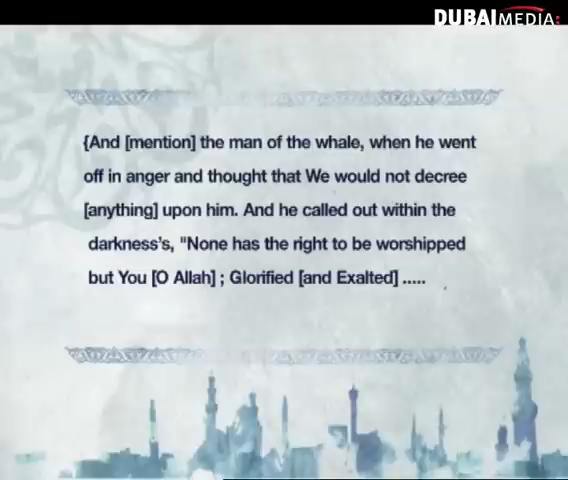 DUBAI MEDIA:
{And [mention] the man of the whale, when he went
off in anger and thought that We would not decree
[anything] upon him. And he called out within the
darkness's, "None has the right to be worshipped
but You [O Allah] ; Glorified [and Exalted] .....